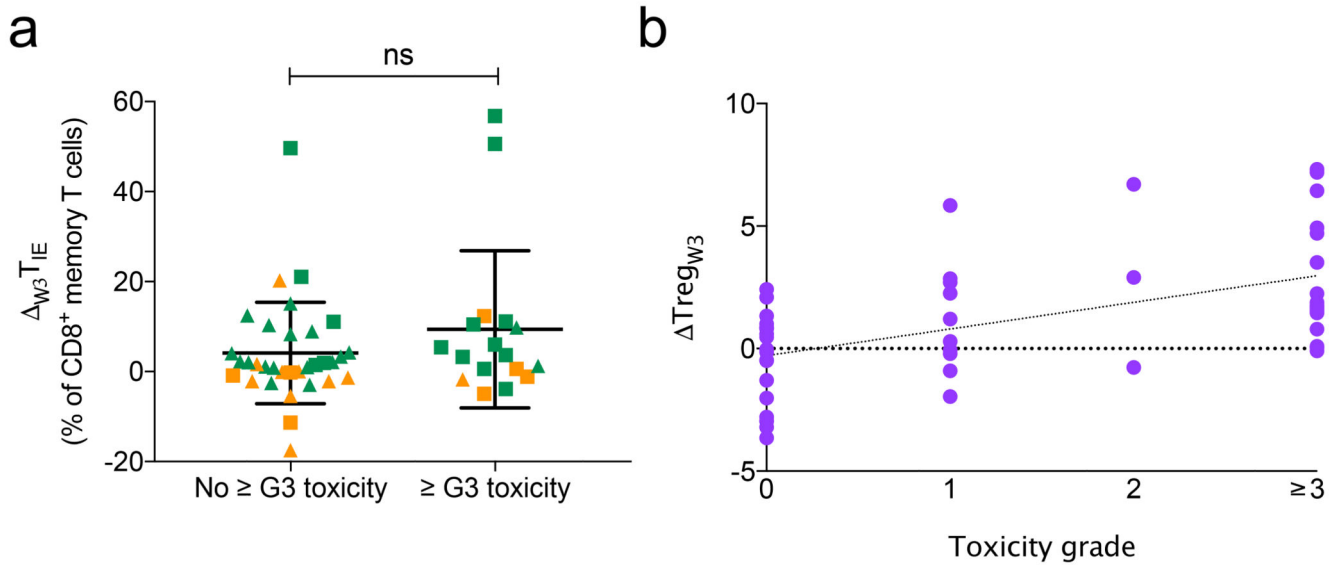 a
ns
ΔW3TIE
(% of CD8+ memory T cells)
60
40
20
0
-20
No ≥ G3 toxicity
≥ G3 toxicity
b
ΔTregW3
10
5
0
-5
0
1
2
≥3
Toxicity grade